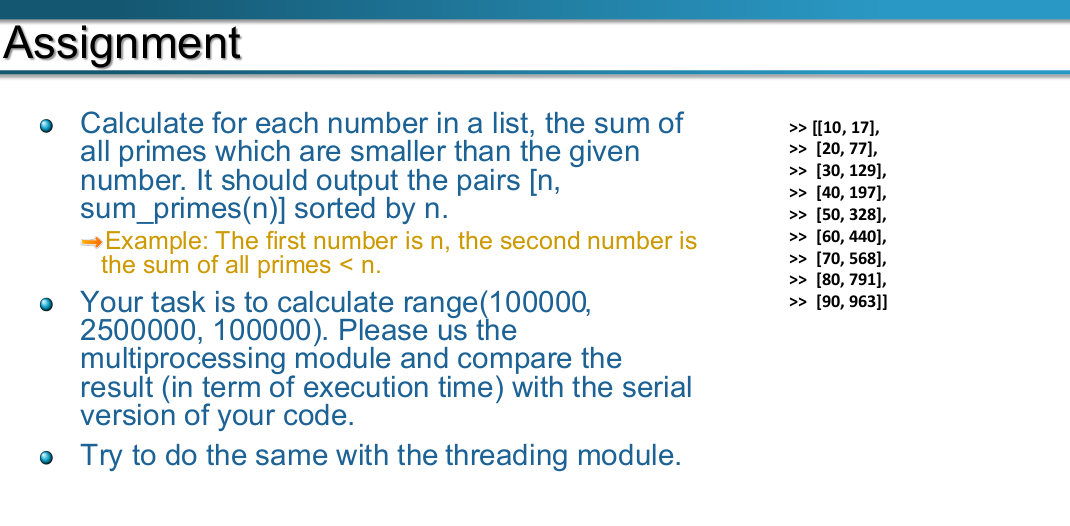 Assignment
Calculate for each number in a list, the sum of
all primes which are smaller than the given
number. It should output the pairs [n,
sum_primes(n)] sorted by n.
Example: The first number is n, the second number is
the sum of all primes < n.
Your task is to calculate range(100000,
2500000, 100000). Please us the
multiprocessing module and compare the
result (in term of execution time) with the serial
version of your code.
Try to do the same with the threading module.
>> [[10, 17],
>> [20, 77],
>> [30, 129],
>> [40, 197],
>> [50, 328],
>> [60, 440],
>> [70, 568],
>> [80, 791],
>> [90, 963]]